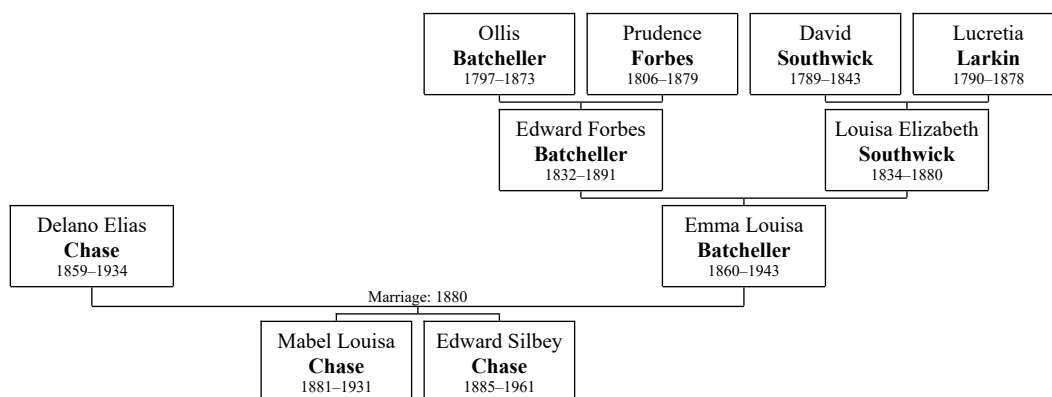 Ollis
Batcheller
1797–1873
Prudence
Forbes
1806–1879
David
Southwick
1789–1843
Lucretia
Larkin
1790–1878
Edward Forbes
Batcheller
1832–1891
Louisa Elizabeth
Southwick
1834–1880
Delano Elias
Chase
1859–1934
Emma Louisa
Batcheller
1860–1943
Marriage: 1880
Mabel Louisa
Chase
1881–1931
Edward Silbey
Chase
1885–1961